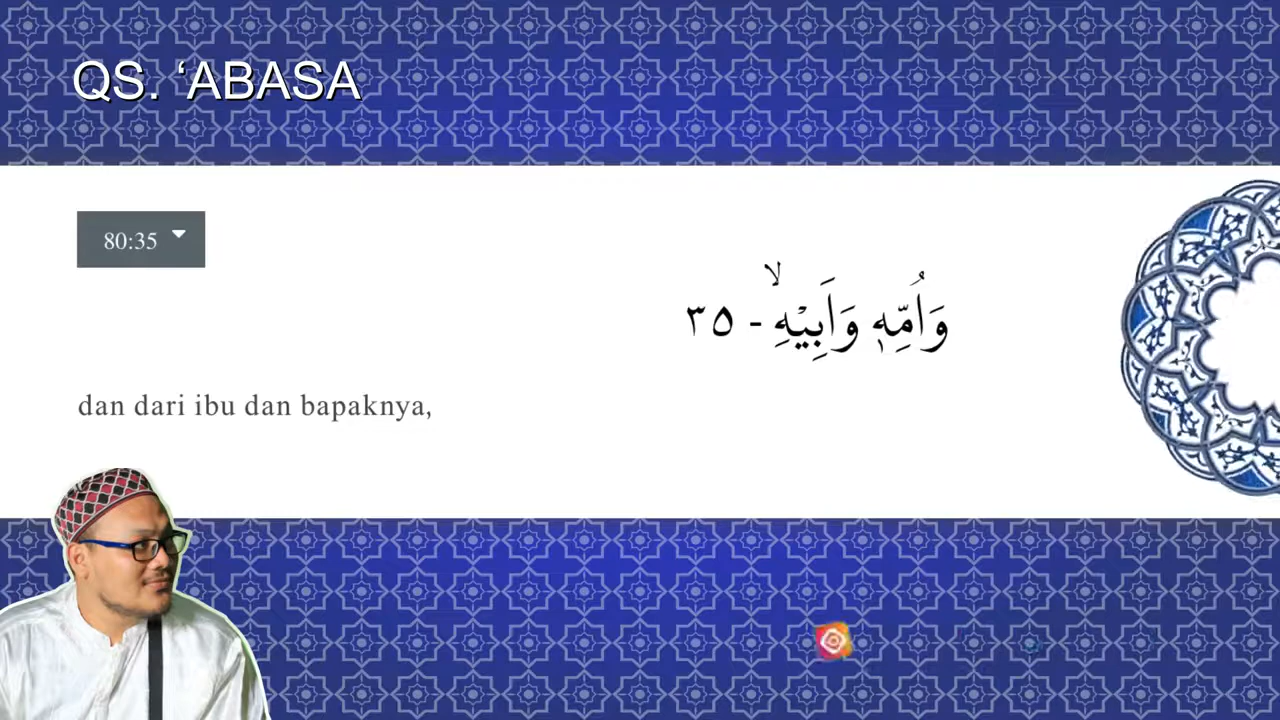 QS. ‘ABASA
80:35
وَاُمِّهٖ وَاَبِيْهِۙ - ٣٥
dan dari ibu dan bapaknya,